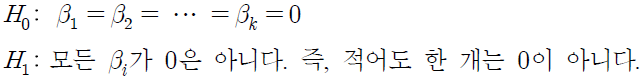 H₀: β₁ = β₂ = ⋯ = βₖ = 0
H₁: 모든 βᵢ가 0은 아니다. 즉, 적어도 한 개는 0이 아니다.